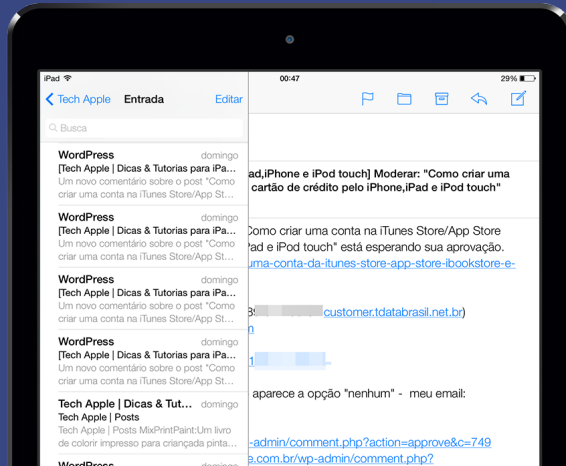 iPad
00:47
29%
Tech Apple
Entrada
Editar
Busca
WordPress domingo
[Tech Apple | Dicas & Tutorias para iPa...
Um novo comentário sobre o post "Como
criar uma conta na iTunes Store/App St...
WordPress domingo
[Tech Apple | Dicas & Tutorias para iPa...
Um novo comentário sobre o post "Como
criar uma conta na iTunes Store/App St...
WordPress domingo
[Tech Apple | Dicas & Tutorias para iPa...
Um novo comentário sobre o post "Como
criar uma conta na iTunes Store/App St...
WordPress domingo
[Tech Apple | Dicas & Tutorias para iPa...
Um novo comentário sobre o post "Como
criar uma conta na iTunes Store/App St...
Tech Apple | Dicas & Tut... domingo
Tech Apple | Posts
Tech Apple | Posts MixPrintPaint:Um livro
de colorir impresso para criançada pinta...
WordPress domingo
ad,iPhone e iPod touch] Moderar: "Como criar uma
cartão de crédito pelo iPhone,iPad e iPod touch"
Como criar uma conta na iTunes Store/App Store
Pad e iPod touch" está esperando sua aprovação.
uma-conta-da-itunes-store-app-store-ibookstore-e-
customer.tdatabrasil.net.br)
aparece a opção "nenhum" - meu email:
-admin/comment.php?action=approve&c=749
e.com.br/wp-admin/comment.php?